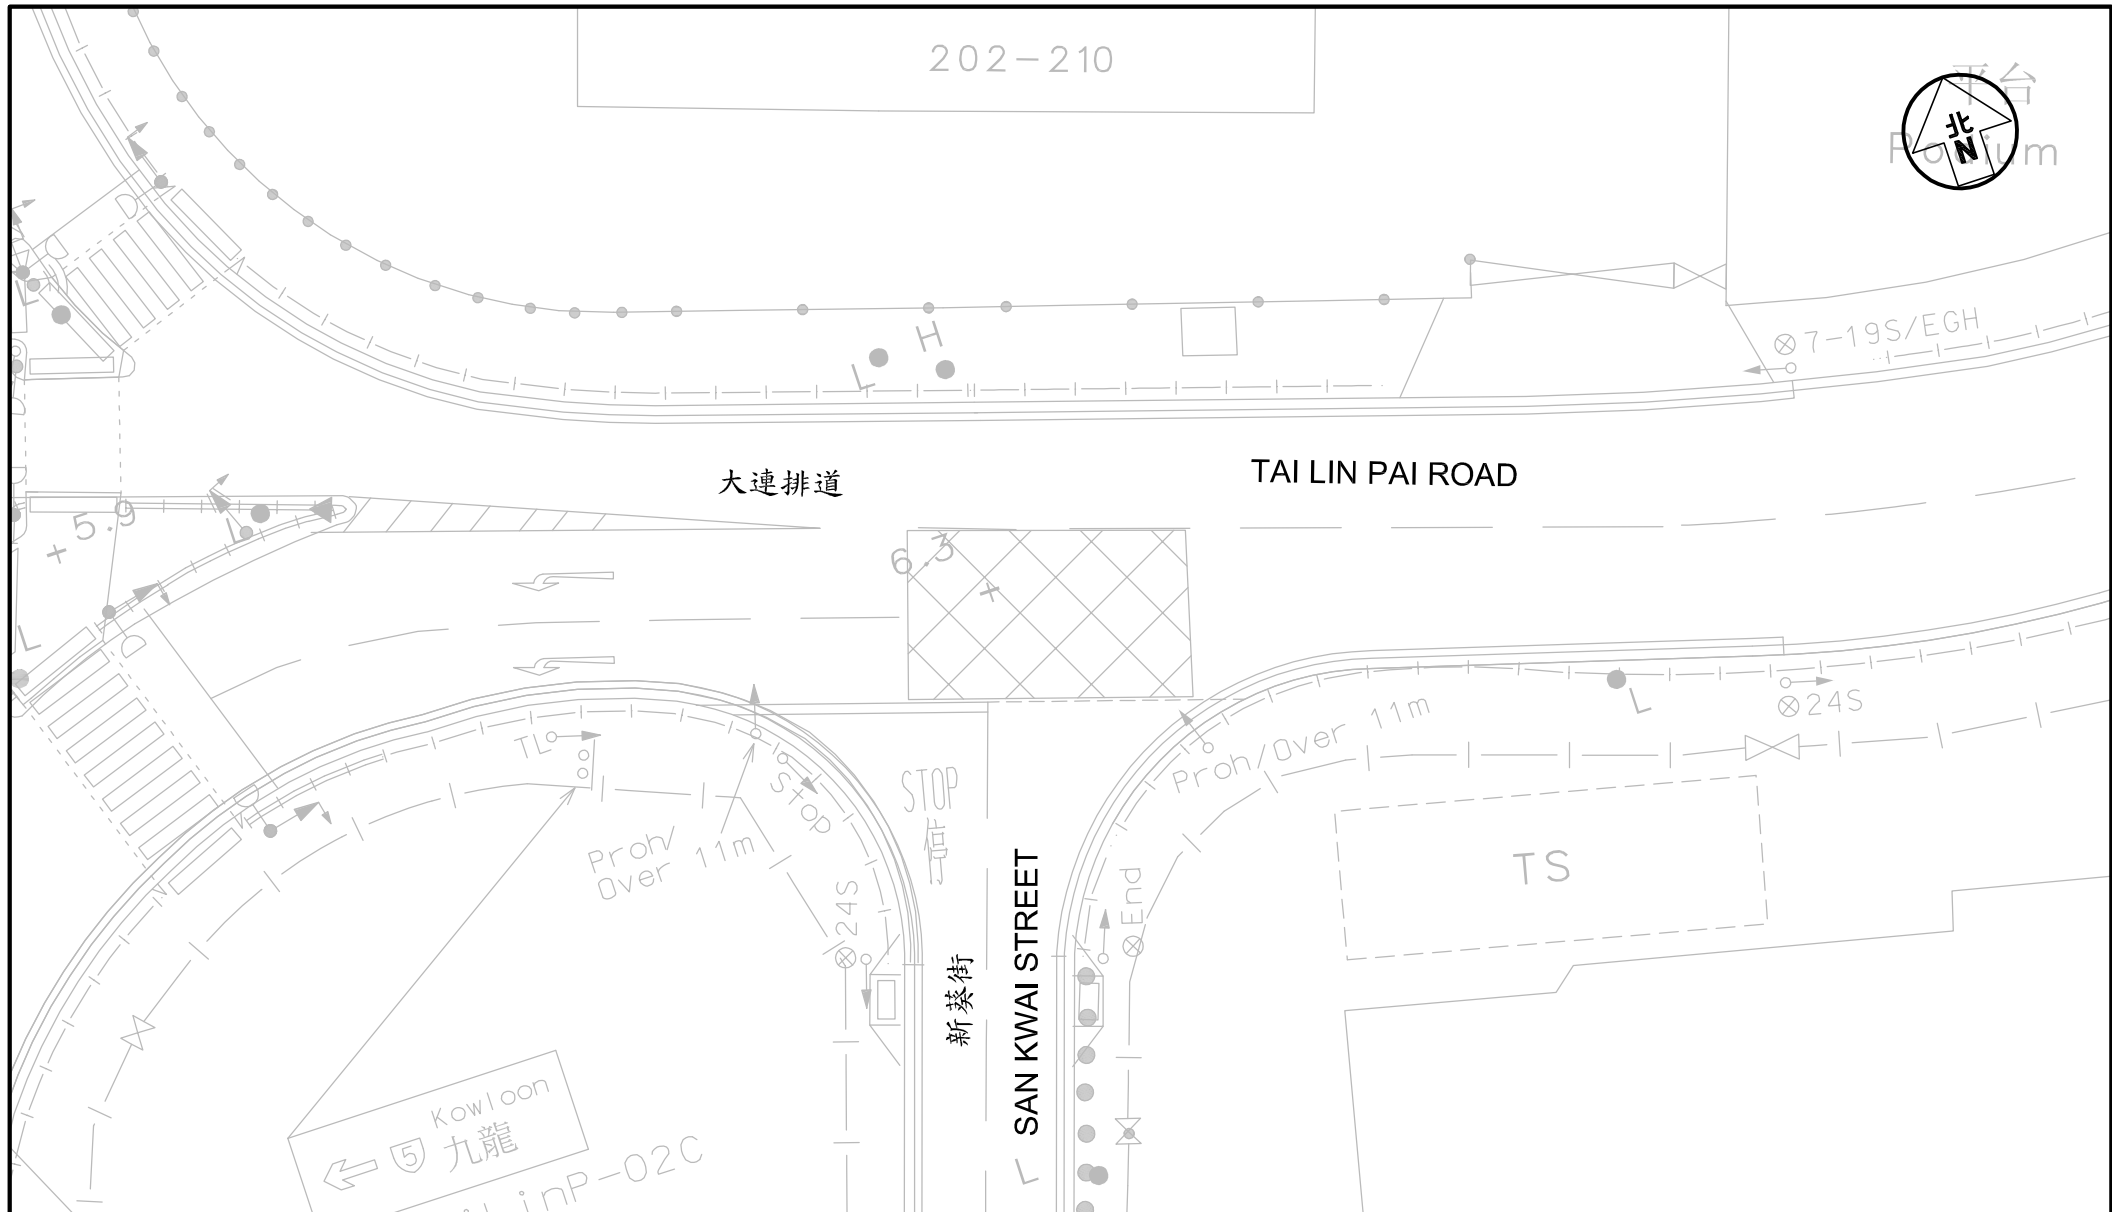 202-210
平台
Podium
北
N
7-19S/EGH
H
L
L
大連排道
TAI LIN PAI ROAD
+5.9
L
6.3
+
L
Proh/Over 11m
L
24S
TL
Stop
STOP
停
Proh/
Over 11m
TS
24S
End
新葵街
SAN KWAI STREET
Kowloon
5 九龍
L
inP-02C